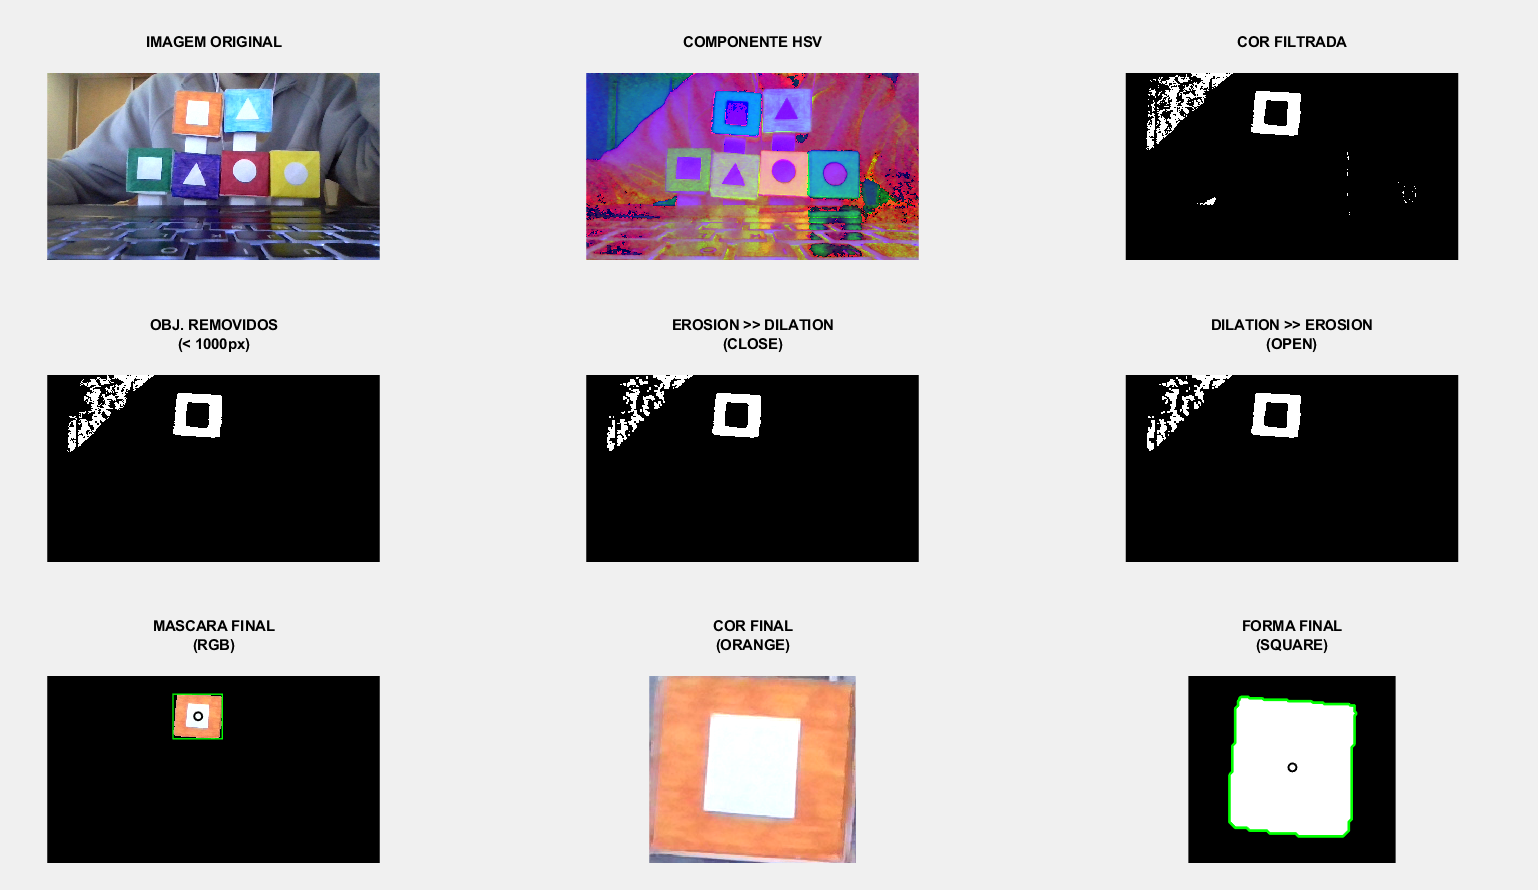 IMAGEM ORIGINAL
COMPONENTE HSV
COR FILTRADA
OBJ. REMOVIDOS
(< 1000px)
EROSION >> DILATION
(CLOSE)
DILATION >> EROSION
(OPEN)
MASCARA FINAL
(RGB)
COR FINAL
(ORANGE)
FORMA FINAL
(SQUARE)